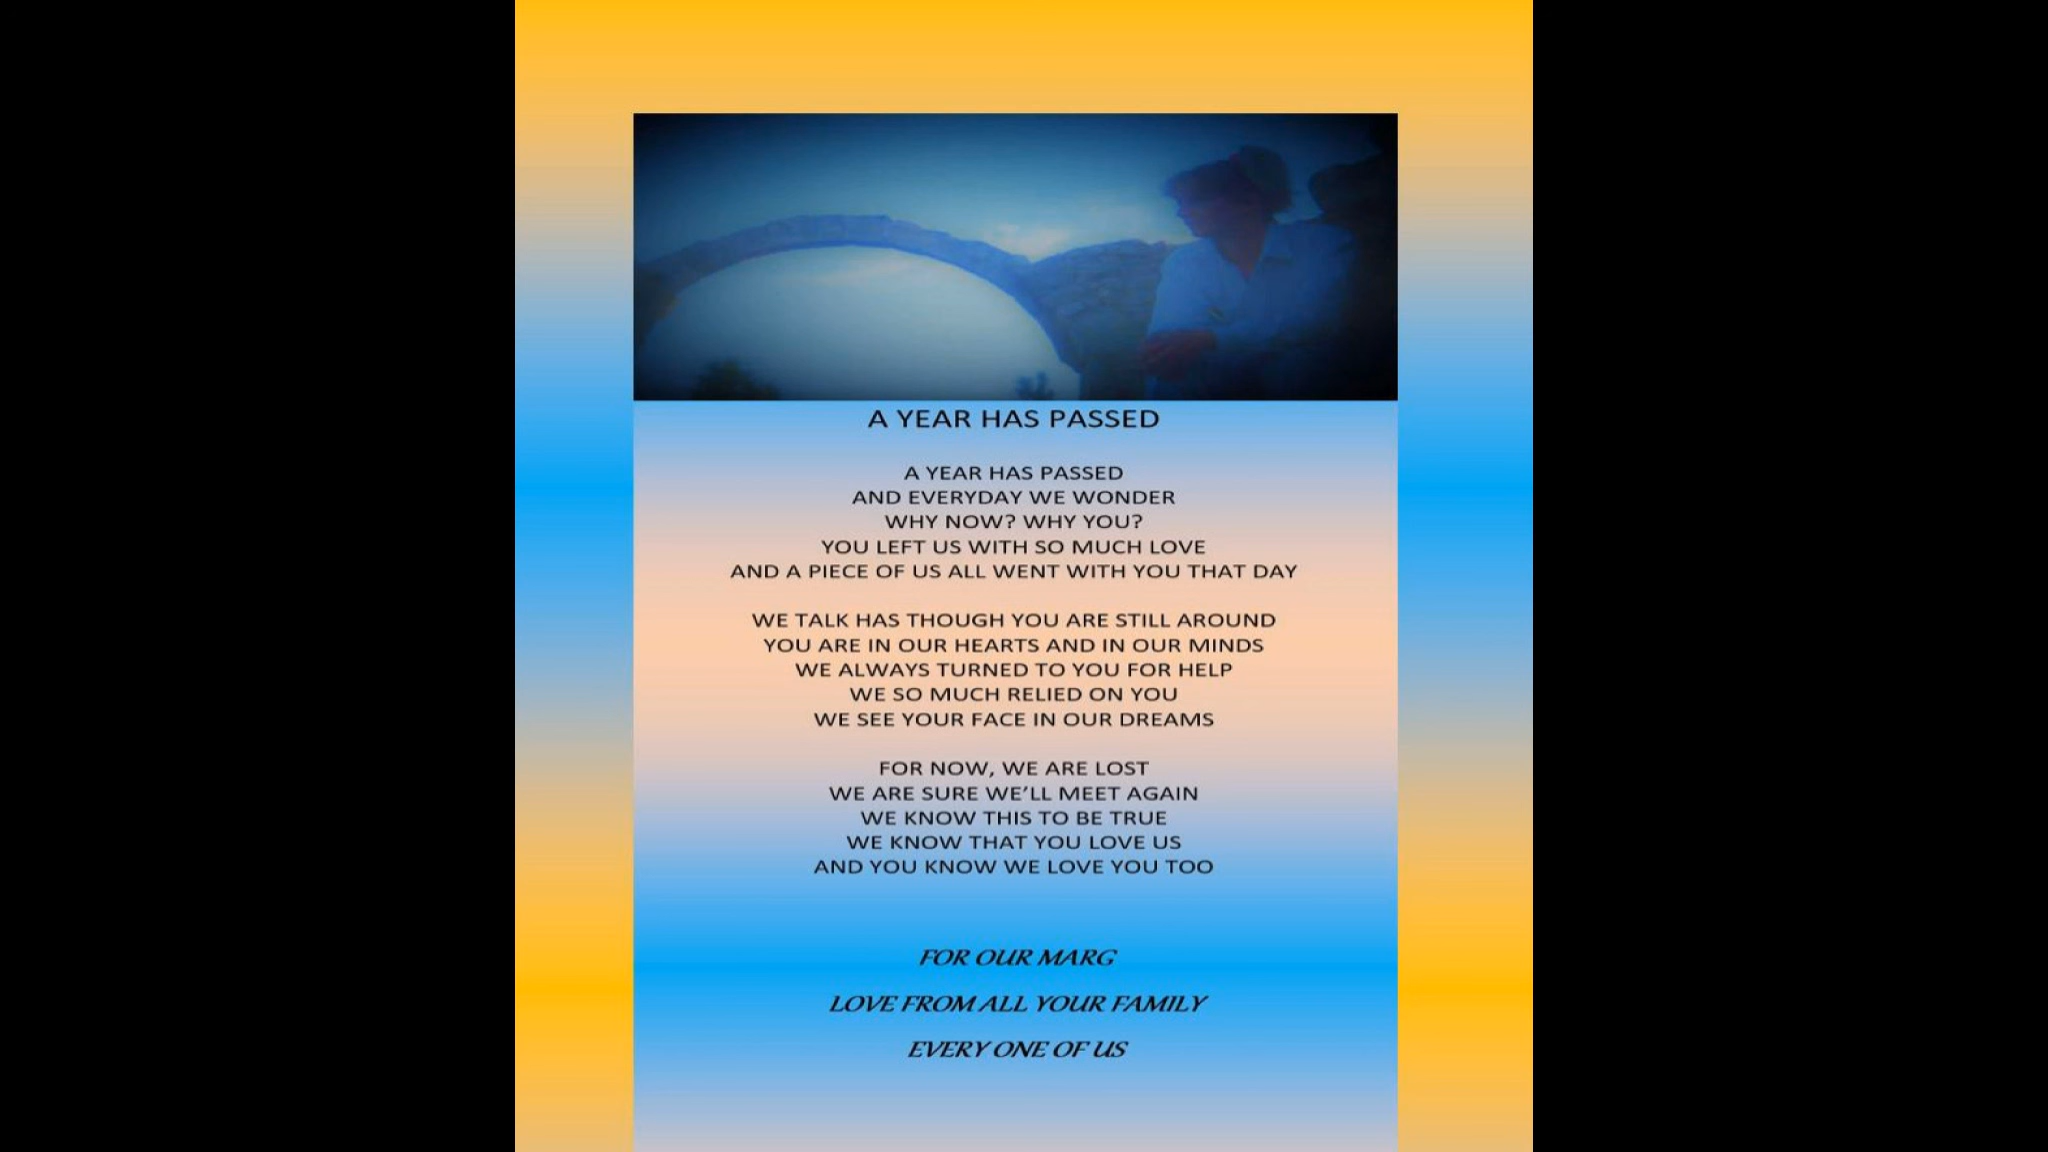 A YEAR HAS PASSED
A YEAR HAS PASSED
AND EVERYDAY WE WONDER
WHY NOW? WHY YOU?
YOU LEFT US WITH SO MUCH LOVE
AND A PIECE OF US ALL WENT WITH YOU THAT DAY
WE TALK HAS THOUGH YOU ARE STILL AROUND
YOU ARE IN OUR HEARTS AND IN OUR MINDS
WE ALWAYS TURNED TO YOU FOR HELP
WE SO MUCH RELIED ON YOU
WE SEE YOUR FACE IN OUR DREAMS
FOR NOW, WE ARE LOST
WE ARE SURE WE’LL MEET AGAIN
WE KNOW THIS TO BE TRUE
WE KNOW THAT YOU LOVE US
AND YOU KNOW WE LOVE YOU TOO
FOR OUR MARG
LOVE FROM ALL YOUR FAMILY
EVERY ONE OF US